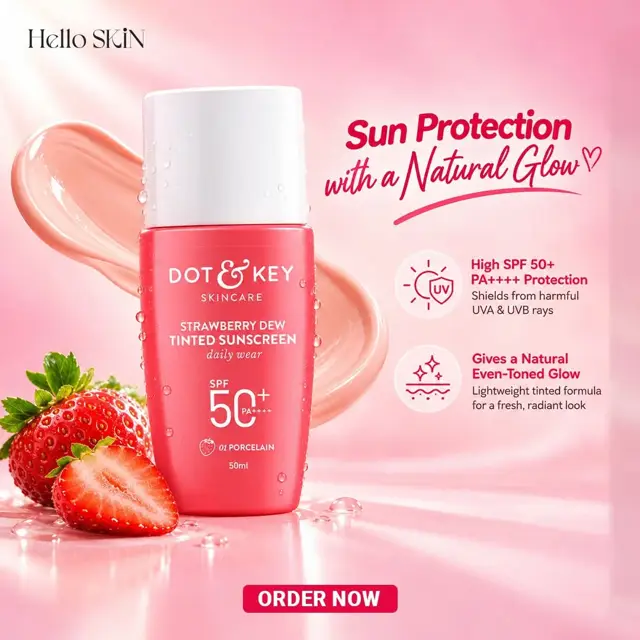 Hello SKiN
Sun Protection
with a Natural Glow
DOT & KEY
SKINCARE
STRAWBERRY DEW
TINTED SUNSCREEN
daily wear
SPF
50+
PA++++
01 PORCELAIN
50ml
UV
High SPF 50+
PA++++ Protection
Shields from harmful
UVA & UVB rays
Gives a Natural
Even-Toned Glow
Lightweight tinted formula
for a fresh, radiant look
ORDER NOW